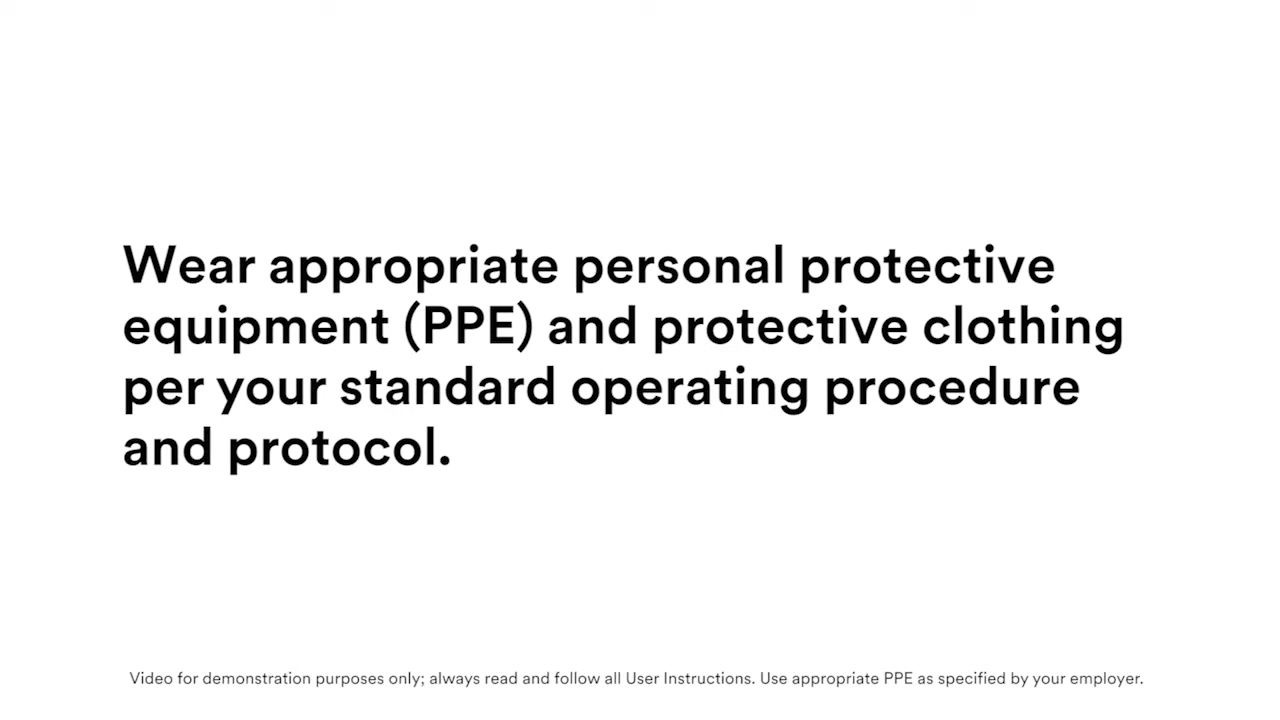 Wear appropriate personal protective
equipment (PPE) and protective clothing
per your standard operating procedure
and protocol.
Video for demonstration purposes only; always read and follow all User Instructions. Use appropriate PPE as specified by your employer.